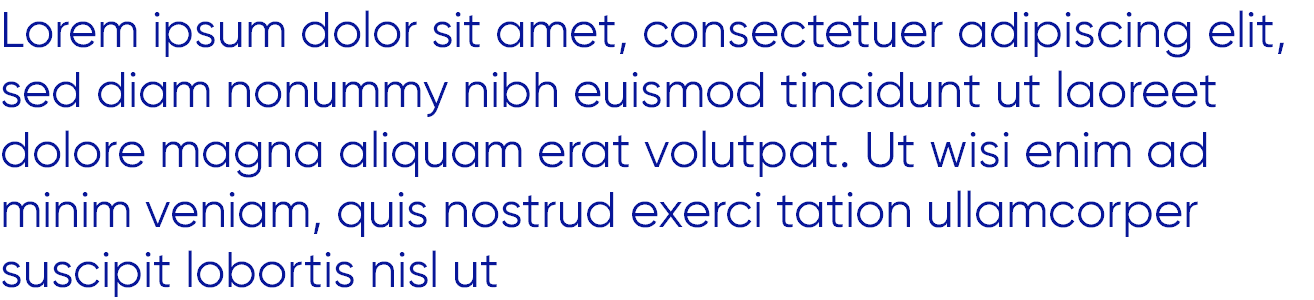 Lorem ipsum dolor sit amet, consectetuer adipiscing elit,
sed diam nonummy nibh euismod tincidunt ut laoreet
dolore magna aliquam erat volutpat. Ut wisi enim ad
minim veniam, quis nostrud exerci tation ullamcorper
suscipit lobortis nisl ut